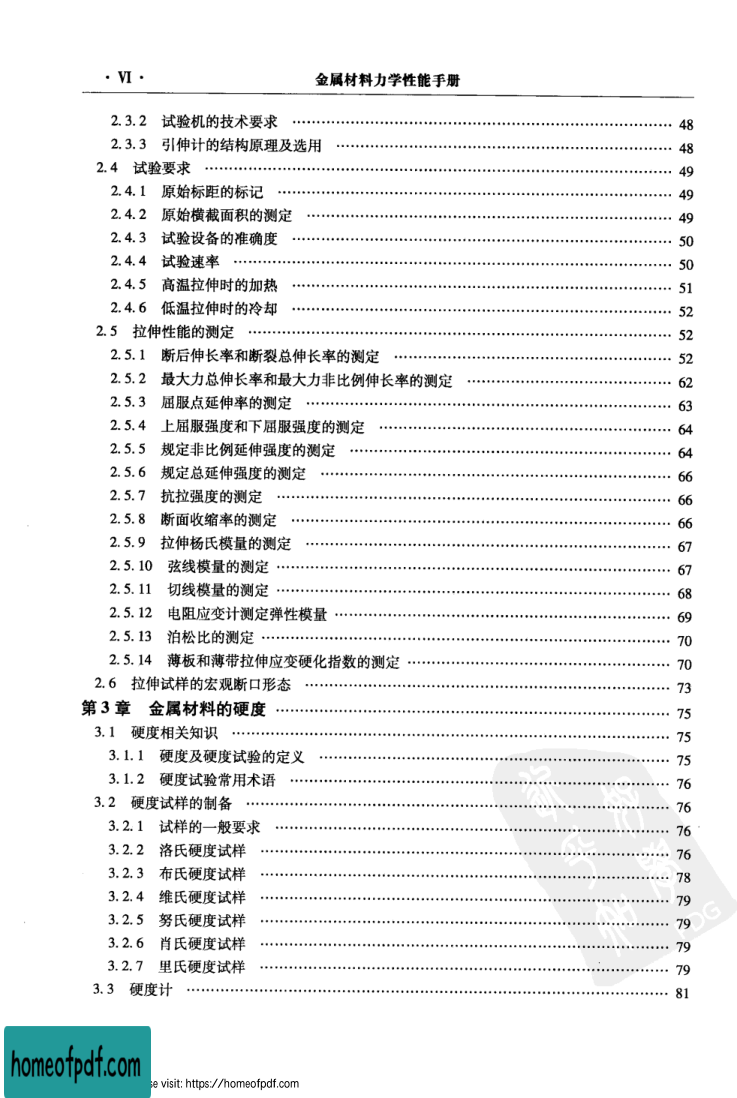 · Ⅵ · 金属材料力学性能手册
2.3.2 试验机的技术要求 …… 48
2.3.3 引伸计的结构原理及选用 …… 48
2.4 试验要求 …… 49
2.4.1 原始标距的标记 …… 49
2.4.2 原始横截面积的测定 …… 49
2.4.3 试验设备的准确度 …… 50
2.4.4 试验速率 …… 50
2.4.5 高温拉伸时的加热 …… 51
2.4.6 低温拉伸时的冷却 …… 52
2.5 拉伸性能的测定 …… 52
2.5.1 断后伸长率和断裂总伸长率的测定 …… 52
2.5.2 最大力总伸长率和最大力非比例伸长率的测定 …… 62
2.5.3 屈服点延伸率的测定 …… 63
2.5.4 上屈服强度和下屈服强度的测定 …… 64
2.5.5 规定非比例延伸强度的测定 …… 64
2.5.6 规定总延伸强度的测定 …… 66
2.5.7 抗拉强度的测定 …… 66
2.5.8 断面收缩率的测定 …… 66
2.5.9 拉伸杨氏模量的测定 …… 67
2.5.10 弦线模量的测定 …… 67
2.5.11 切线模量的测定 …… 68
2.5.12 电阻应变计测定弹性模量 …… 69
2.5.13 泊松比的测定 …… 70
2.5.14 薄板和薄带拉伸应变硬化指数的测定 …… 70
2.6 拉伸试样的宏观断口形态 …… 73
第3章 金属材料的硬度 …… 75
3.1 硬度相关知识 …… 75
3.1.1 硬度及硬度试验的定义 …… 75
3.1.2 硬度试验常用术语 …… 76
3.2 硬度试样的制备 …… 76
3.2.1 试样的一般要求 …… 76
3.2.2 洛氏硬度试样 …… 76
3.2.3 布氏硬度试样 …… 78
3.2.4 维氏硬度试样 …… 79
3.2.5 努氏硬度试样 …… 79
3.2.6 肖氏硬度试样 …… 79
3.2.7 里氏硬度试样 …… 79
3.3 硬度计 …… 81
PDG
homeofpdf.com
se visit: https://homeofpdf.com